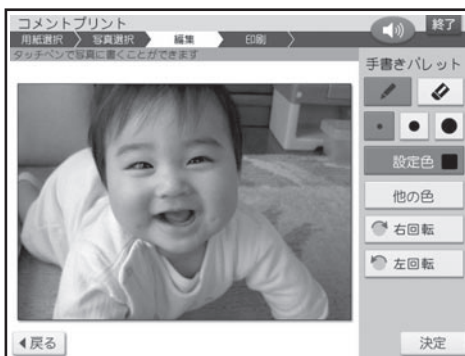 コメントプリント
終了
用紙選択 写真選択 編集 印刷
タッチペンで写真に書くことができます
手書きパレット
設定色
他の色
右回転
左回転
戻る
決定